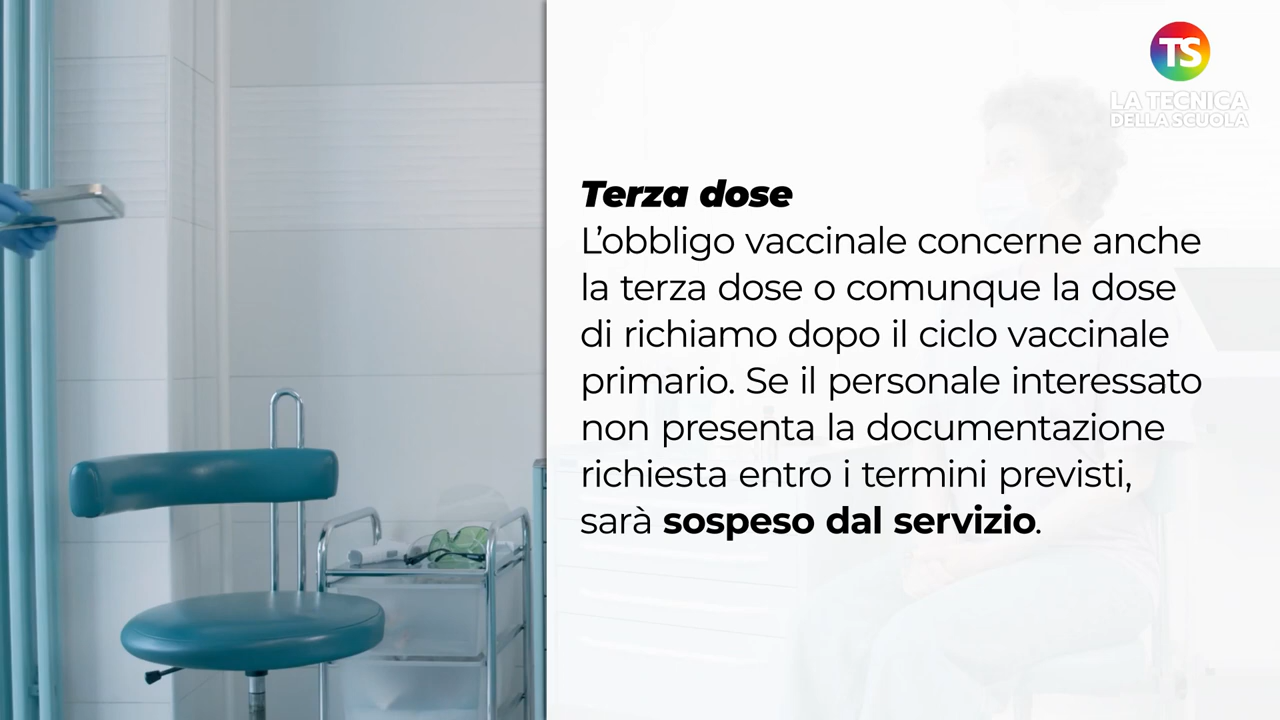 TS
LA TECNICA
DELLA SCUOLA
Terza dose
L'obbligo vaccinale concerne anche
la terza dose o comunque la dose
di richiamo dopo il ciclo vaccinale
primario. Se il personale interessato
non presenta la documentazione
richiesta entro i termini previsti,
sarà sospeso dal servizio.